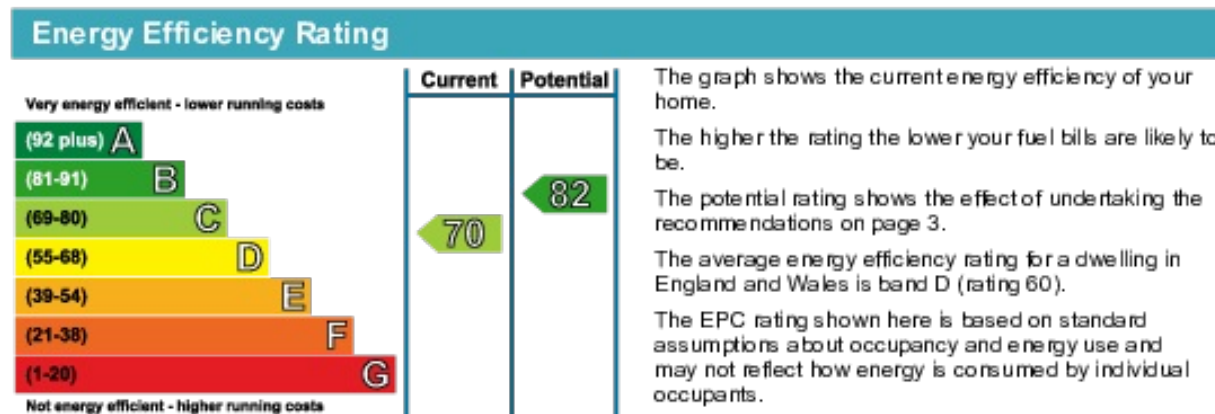 Energy Efficiency Rating
Current Potential
Very energy efficient - lower running costs
(92 plus) A
(81-91) B
(69-80) C
(55-68) D
(39-54) E
(21-38) F
(1-20) G
Not energy efficient - higher running costs
70
82
The graph shows the current energy efficiency of your
home.
The higher the rating the lower your fuel bills are likely to
be.
The potential rating shows the effect of undertaking the
recommendations on page 3.
The average energy efficiency rating for a dwelling in
England and Wales is band D (rating 60).
The EPC rating shown here is based on standard
assumptions about occupancy and energy use and
may not reflect how energy is consumed by individual
occupants.